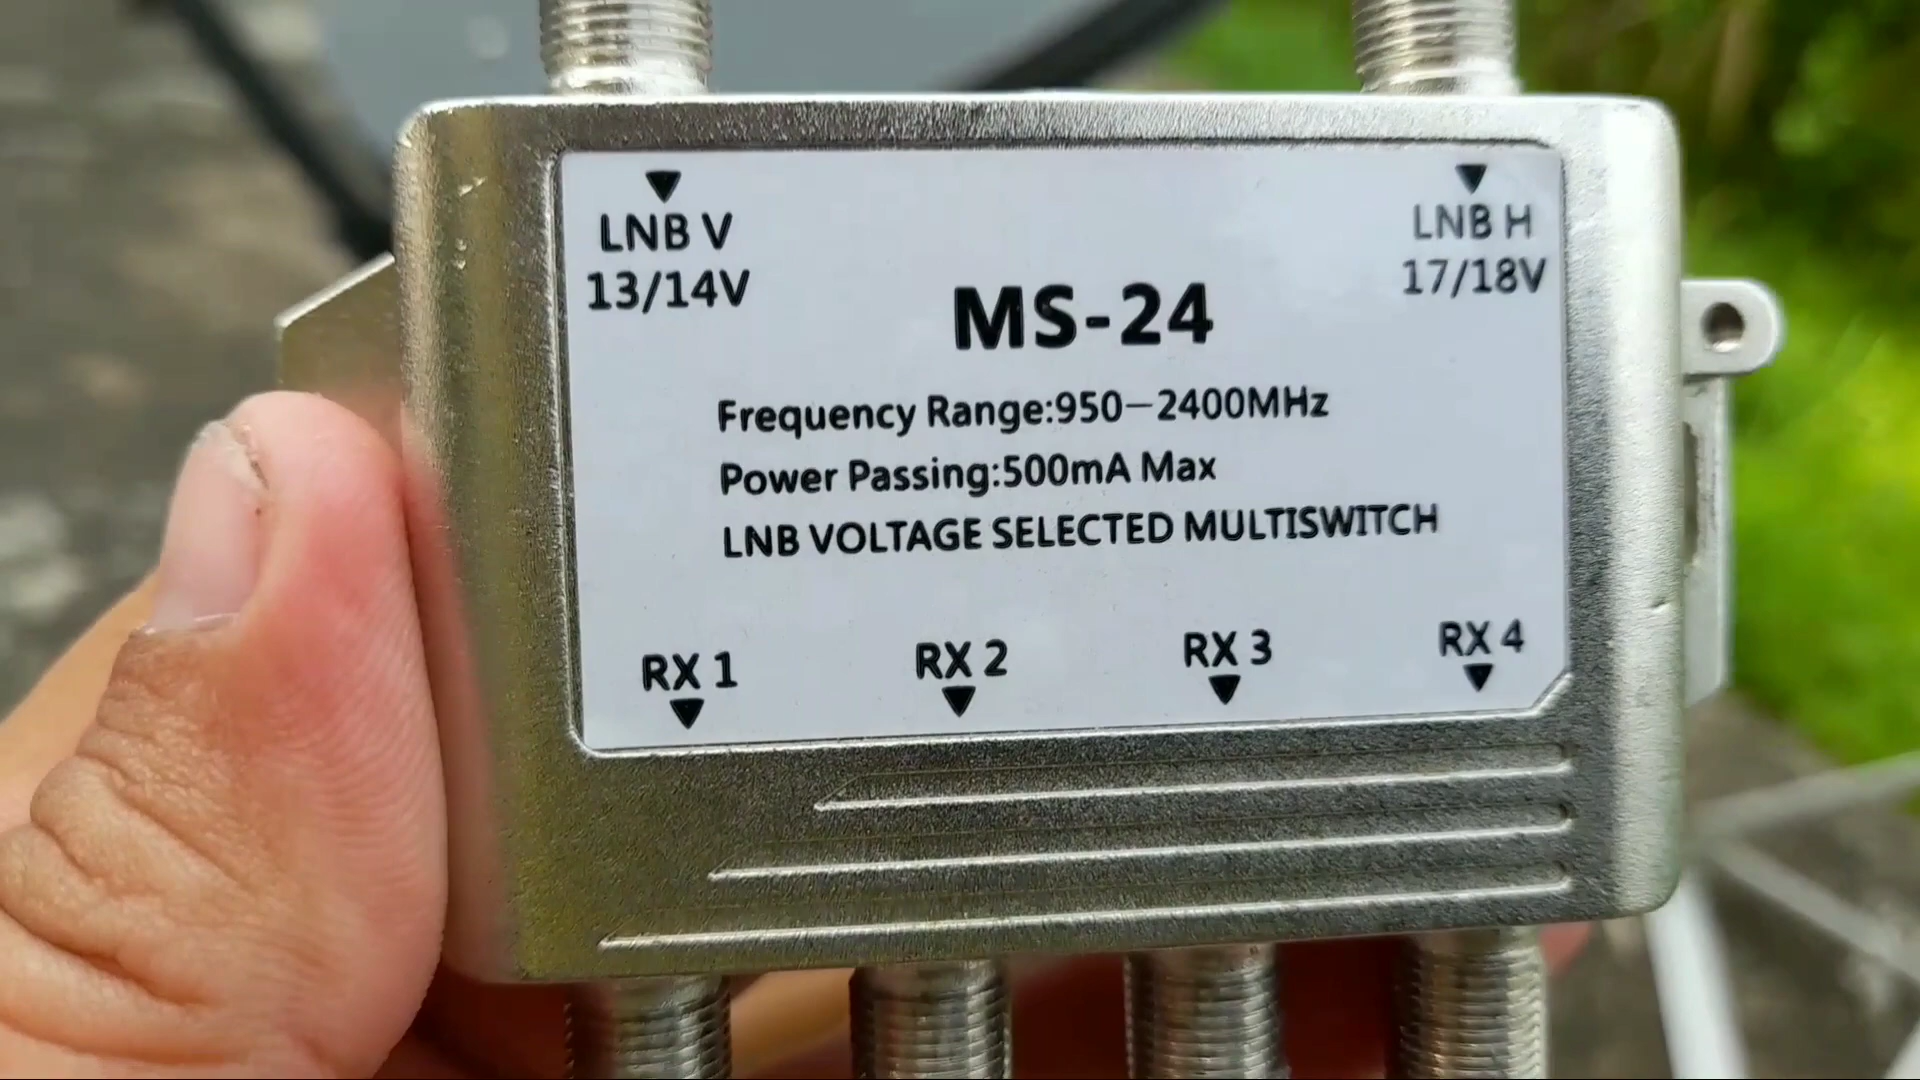 LNB V
13/14V
LNB H
17/18V
MS-24
Frequency Range:950-2400MHz
Power Passing:500mA Max
LNB VOLTAGE SELECTED MULTISWITCH
RX 1
RX 2
RX 3
RX 4